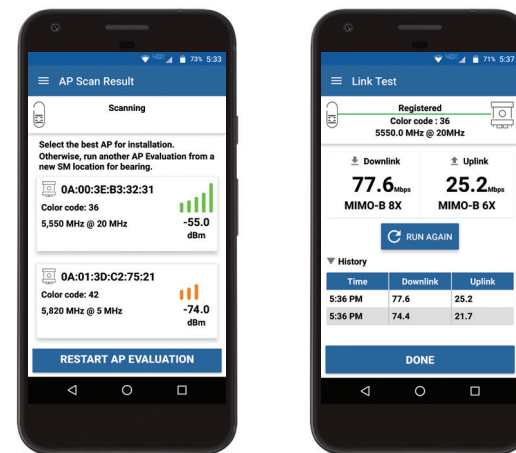 73% 5:33
AP Scan Result
Scanning
Select the best AP for installation.
Otherwise, run another AP Evaluation from a
new SM location for bearing.
0A:00:3E:B3:32:31
Color code: 36
5,550 MHz @ 20 MHz
-55.0
dBm
0A:01:3D:C2:75:21
Color code: 42
5,820 MHz @ 5 MHz
-74.0
dBm
RESTART AP EVALUATION
71% 5:37
Link Test
Registered
Color code : 36
5550.0 MHz @ 20MHz
Downlink
Uplink
77.6 Mbps
25.2 Mbps
MIMO-B 8X
MIMO-B 6X
RUN AGAIN
History
Time Downlink Uplink
5:36 PM 77.6 25.2
5:36 PM 74.4 21.7
DONE